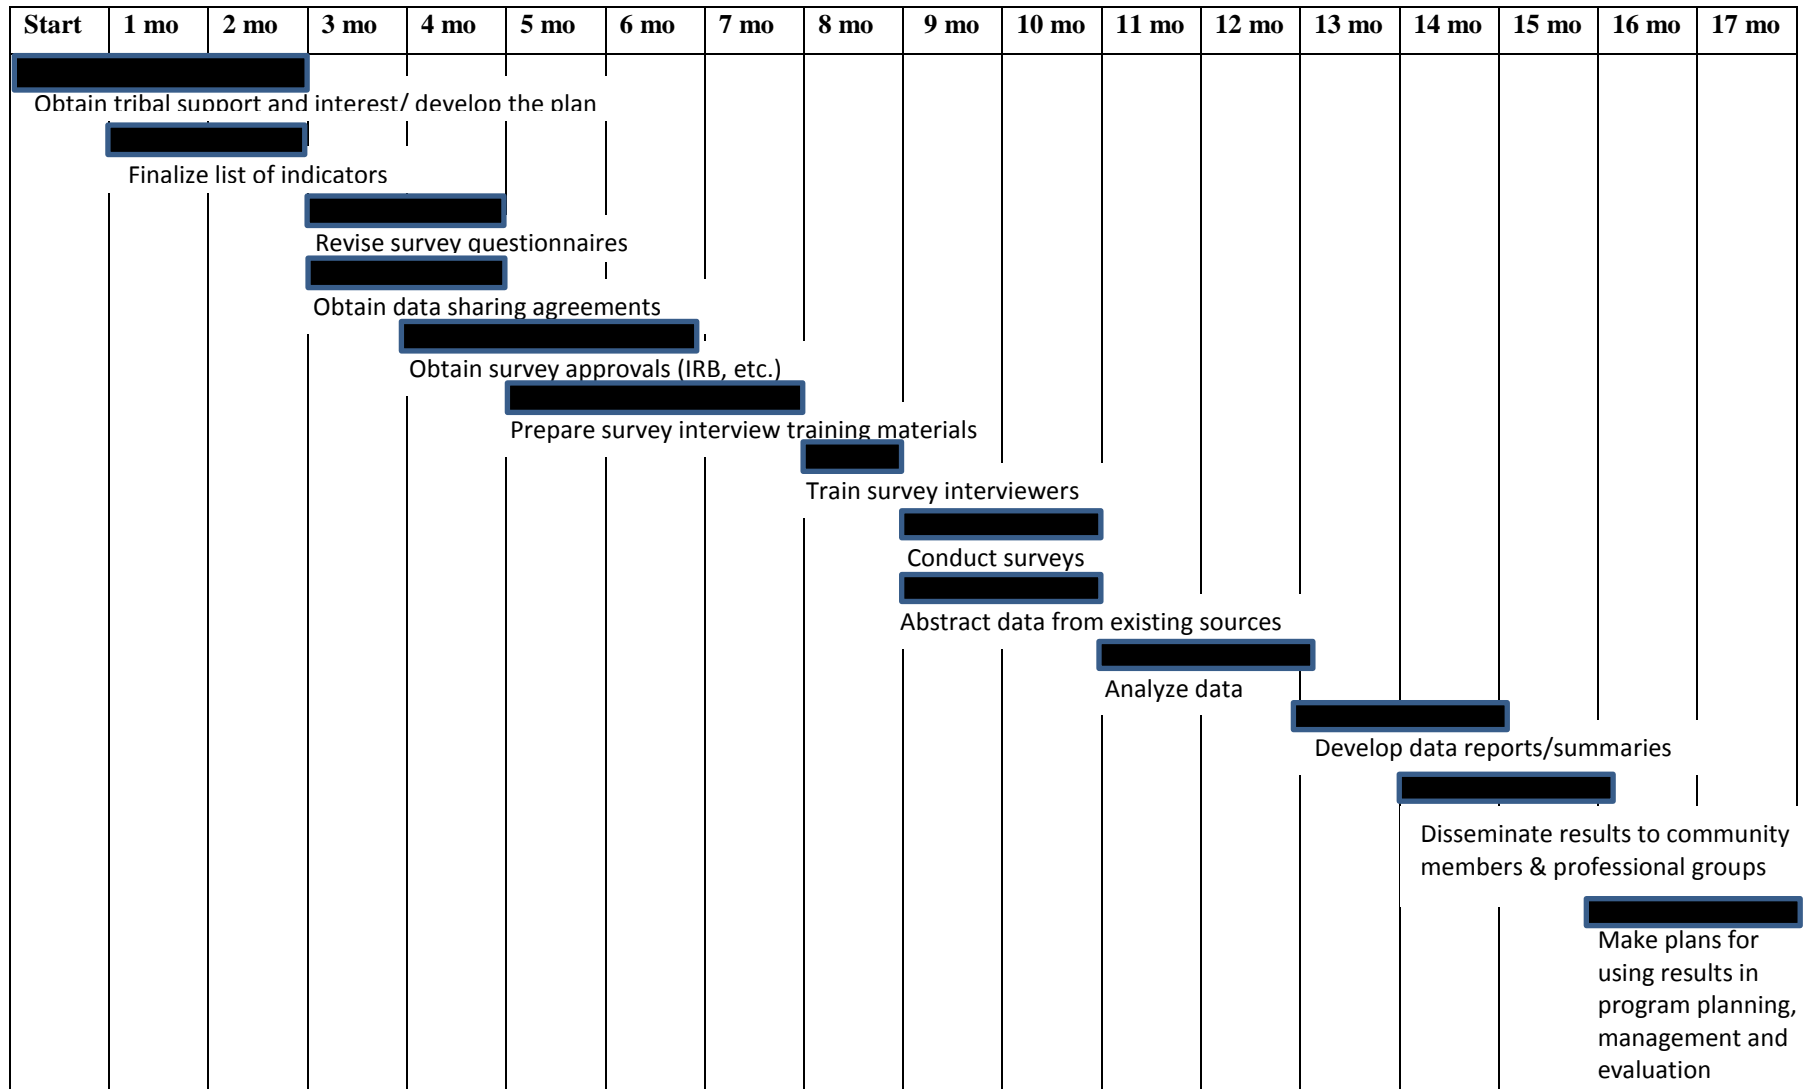 Start 1 mo 2 mo 3 mo 4 mo 5 mo 6 mo 7 mo 8 mo 9 mo 10 mo 11 mo 12 mo 13 mo 14 mo 15 mo 16 mo 17 mo
Obtain tribal support and interest/ develop the plan
Finalize list of indicators
Revise survey questionnaires
Obtain data sharing agreements
Obtain survey approvals (IRB, etc.)
Prepare survey interview training materials
Train survey interviewers
Conduct surveys
Abstract data from existing sources
Analyze data
Develop data reports/summaries
Disseminate results to community
members & professional groups
Make plans for
using results in
program planning,
management and
evaluation